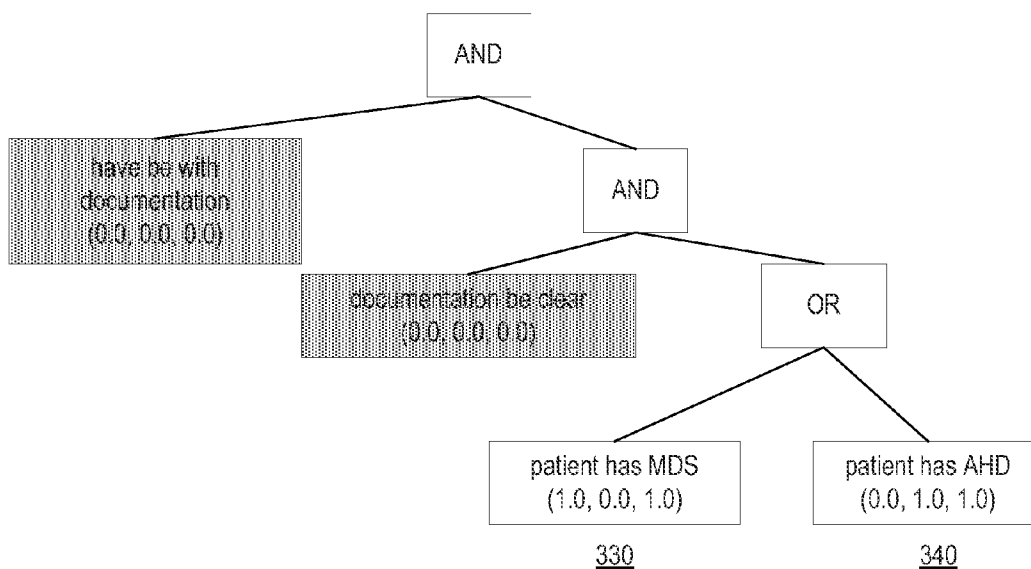 AND
have be with
documentation
(0.0, 0.0, 0.0)
AND
documentation be clear
(0.0, 0.0, 0.0)
OR
patient has MDS
(1.0, 0.0, 1.0)
patient has AHD
(0.0, 1.0, 1.0)
330
340